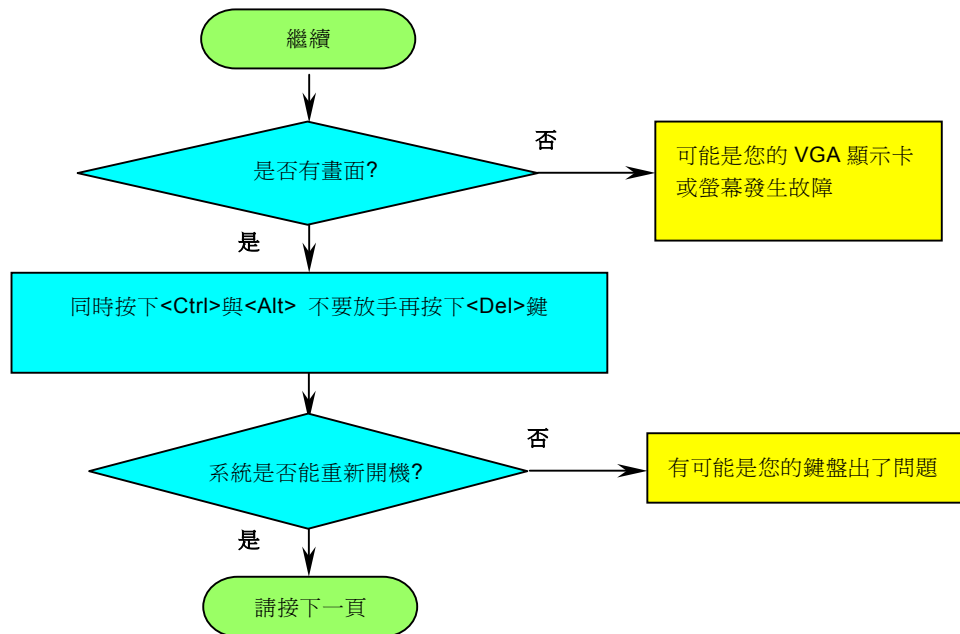 繼續
是否有畫面?
否
可能是您的 VGA 顯示卡
或螢幕發生故障
是
同時按下<Ctrl>與<Alt> 不要放手再按下<Del>鍵
系統是否能重新開機?
否
有可能是您的鍵盤出了問題
是
請接下一頁